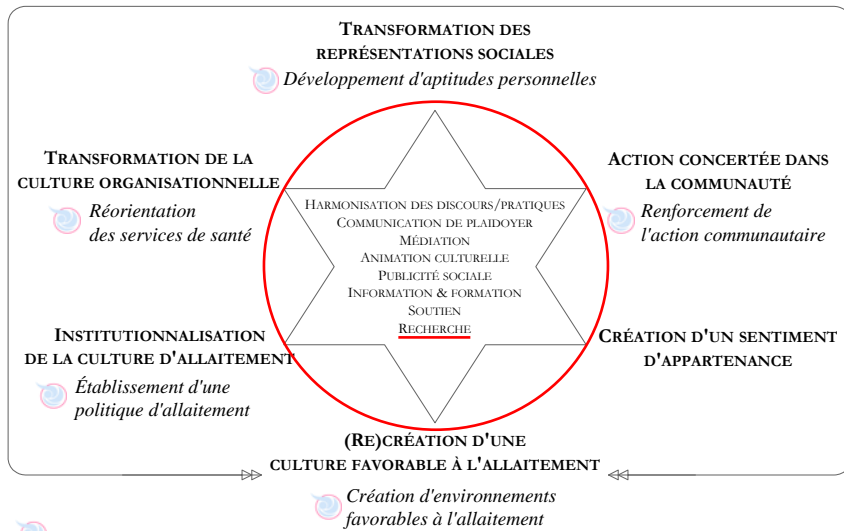 TRANSFORMATION DES
REPRÉSENTATIONS SOCIALES
Développement d'aptitudes personnelles
TRANSFORMATION DE LA
CULTURE ORGANISATIONNELLE
Réorientation
des services de santé
ACTION CONCERTÉE DANS
LA COMMUNAUTÉ
Renforcement de
l'action communautaire
HARMONISATION DES DISCOURS/PRATIQUES
COMMUNICATION DE PLAIDOYER
MÉDIATION
ANIMATION CULTURELLE
PUBLICITÉ SOCIALE
INFORMATION & FORMATION
SOUTIEN
RECHERCHE
INSTITUTIONNALISATION
DE LA CULTURE D'ALLAITEMENT
Établissement d'une
politique d'allaitement
CRÉATION D'UN SENTIMENT
D'APPARTENANCE
(RE)CRÉATION D'UNE
CULTURE FAVORABLE À L'ALLAITEMENT
Création d'environnements
favorables à l'allaitement